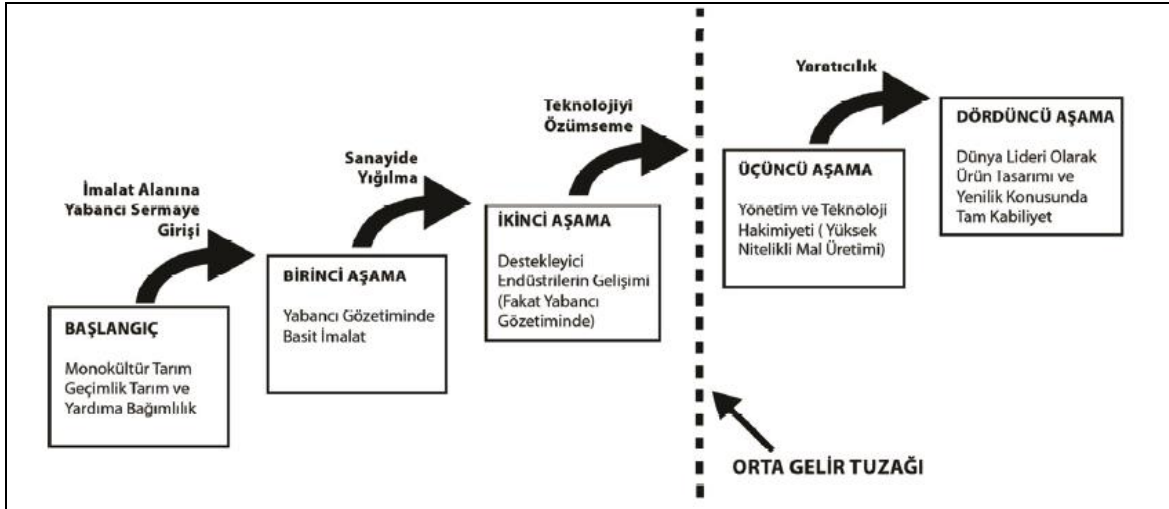 İmalat Alanına
Yabancı Sermaye
Girişi
BAŞLANGIÇ
Monokültür Tarım
Geçimlik Tarım ve
Yardıma Bağımlılık
Sanayide
Yığılma
BİRİNCİ AŞAMA
Yabancı Gözetiminde
Basit İmalat
Teknolojiyi
Özümseme
İKİNCİ AŞAMA
Destekleyici
Endüstrilerin Gelişimi
(Fakat Yabancı
Gözetiminde)
ORTA GELİR TUZAĞI
Yaratıcılık
ÜÇÜNCÜ AŞAMA
Yönetim ve Teknoloji
Hakimiyeti ( Yüksek
Nitelikli Mal Üretimi)
DÖRDÜNCÜ AŞAMA
Dünya Lideri Olarak
Ürün Tasarımı ve
Yenilik Konusunda
Tam Kabiliyet